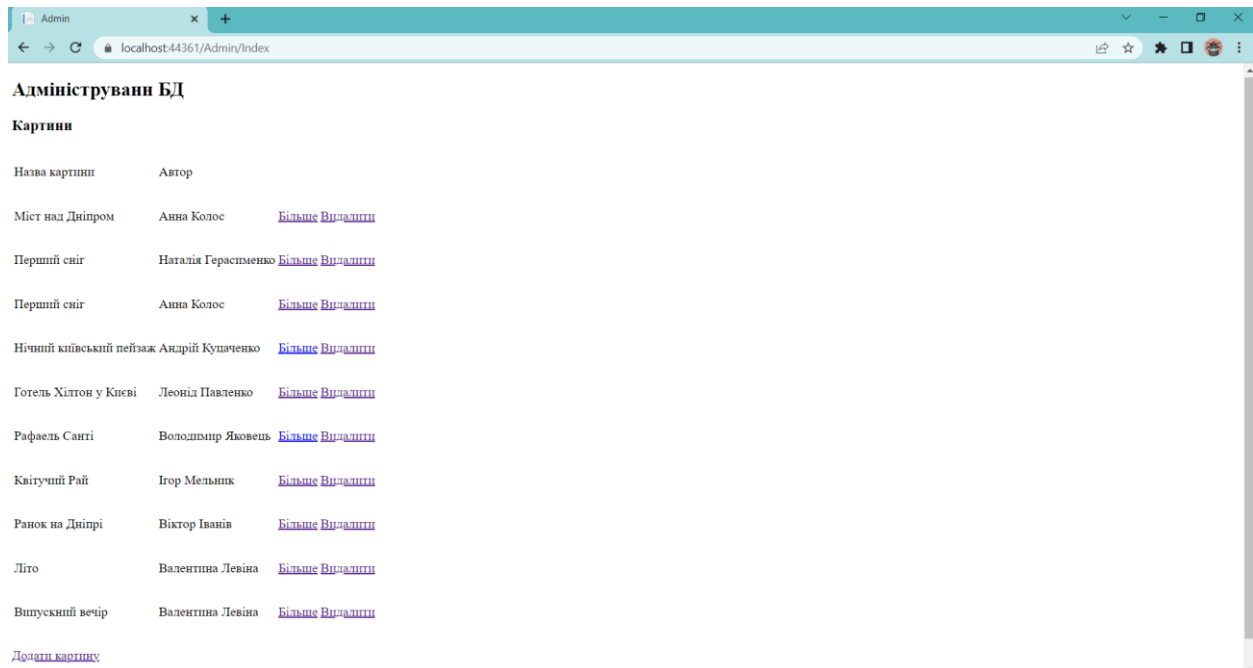 Admin
localhost:44361/Admin/Index
Адмініструванн БД
Картини
Назва картини Автор
Міст над Дніпром Анна Колос Більше Видалити
Перший сніг Наталія Герасименко Більше Видалити
Перший сніг Анна Колос Більше Видалити
Нічний київський пейзаж Андрій Куцаченко Більше Видалити
Готель Хілтон у Києві Леонід Павленко Більше Видалити
Рафаель Санті Володимир Яковець Більше Видалити
Квітучий Рай Ігор Мельник Більше Видалити
Ранок на Дніпрі Віктор Іванів Більше Видалити
Літо Валентина Левіна Більше Видалити
Випускний вечір Валентина Левіна Більше Видалити
Додати картину